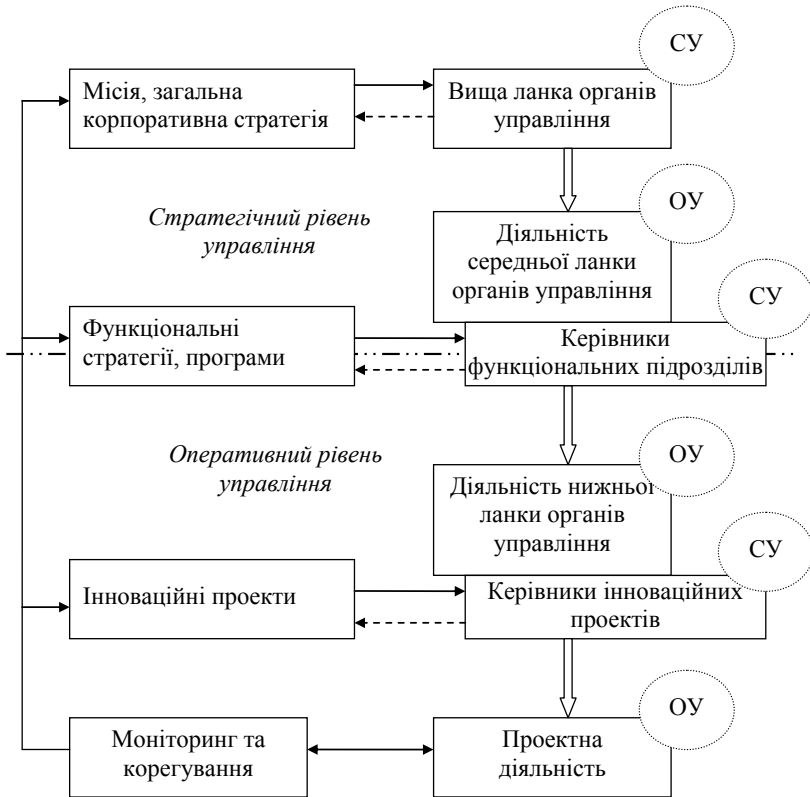 СУ
Місія, загальна
корпоративна стратегія
Вища ланка органів
управління
Стратегічний рівень
управління
ОУ
Діяльність
середньої ланки
органів управління
СУ
Функціональні
стратегії, програми
Керівники
функціональних підрозділів
Оперативний рівень
управління
ОУ
Діяльність нижньої
ланки органів
управління
СУ
Інноваційні проекти
Керівники інноваційних
проектів
ОУ
Моніторинг та
корегування
Проектна
діяльність